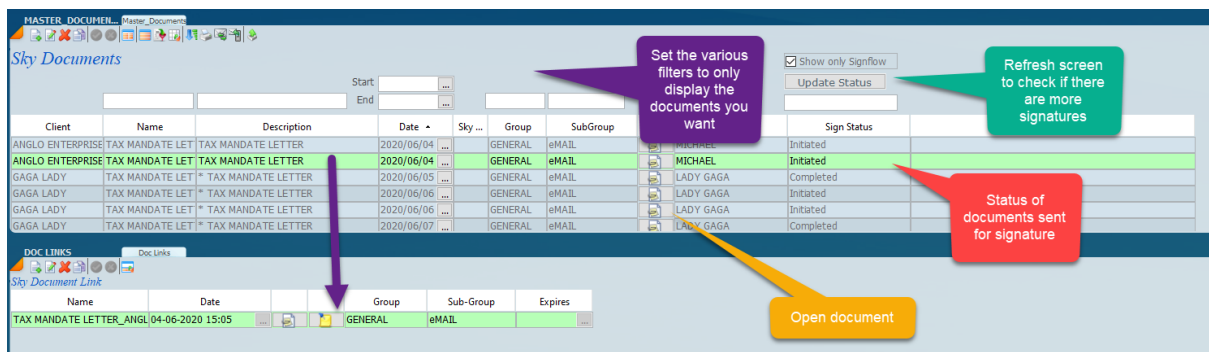 MASTER_DOCUMEN... Master_Documents
Sky Documents
Set the various
filters to only
display the
documents you
want
Show only Signflow
Update Status
Refresh screen
to check if there
are more
signatures
Start ...
End ...
Client Name Description Date Sky ... Group SubGroup Sign Status
ANGLO ENTERPRISE TAX MANDATE LET TAX MANDATE LETTER 2020/06/04 ... GENERAL eMAIL MICHAEL Initiated
ANGLO ENTERPRISE TAX MANDATE LET TAX MANDATE LETTER 2020/06/04 ... GENERAL eMAIL MICHAEL Initiated
GAGA LADY TAX MANDATE LET * TAX MANDATE LETTER 2020/06/05 ... GENERAL eMAIL LADY GAGA Completed
GAGA LADY TAX MANDATE LET * TAX MANDATE LETTER 2020/06/06 ... GENERAL eMAIL LADY GAGA Initiated
GAGA LADY TAX MANDATE LET * TAX MANDATE LETTER 2020/06/06 ... GENERAL eMAIL LADY GAGA Initiated
GAGA LADY TAX MANDATE LET * TAX MANDATE LETTER 2020/06/07 ... GENERAL eMAIL LADY GAGA Completed
Status of
documents sent
for signature
DOC LINKS Doc Links
Sky Document Link
Name Date Group Sub-Group Expires
TAX MANDATE LETTER_ANGL 04-06-2020 15:05 ... GENERAL eMAIL ...
Open document